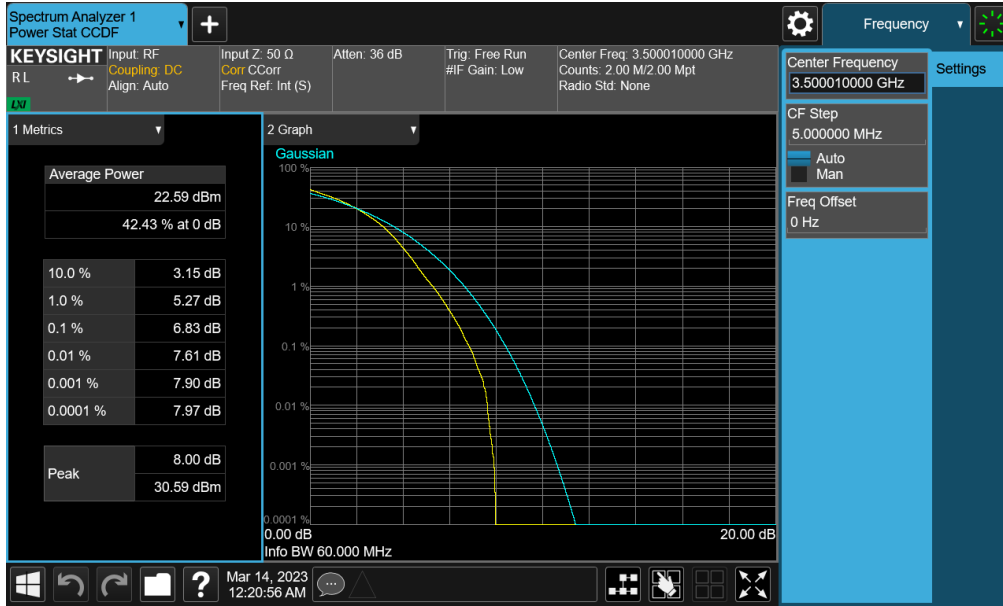 Spectrum Analyzer 1
Power Stat CCDF
Frequency
KEYSIGHT
R L
LXI
Input: RF
Coupling: DC
Align: Auto
Input Z: 50 Ω
Corr CCorr
Freq Ref: Int (S)
Atten: 36 dB
Trig: Free Run
#IF Gain: Low
Center Freq: 3.500010000 GHz
Counts: 2.00 M/2.00 Mpt
Radio Std: None
Center Frequency
3.500010000 GHz
Settings
CF Step
5.000000 MHz
Auto
Man
Freq Offset
0 Hz
1 Metrics
Average Power
22.59 dBm
42.43 % at 0 dB
10.0 % 3.15 dB
1.0 % 5.27 dB
0.1 % 6.83 dB
0.01 % 7.61 dB
0.001 % 7.90 dB
0.0001 % 7.97 dB
Peak
8.00 dB
30.59 dBm
2 Graph
Gaussian
100 %
10 %
1 %
0.1 %
0.01 %
0.001 %
0.0001 %
0.00 dB 20.00 dB
Info BW 60.000 MHz
?
Mar 14, 2023
12:20:56 AM